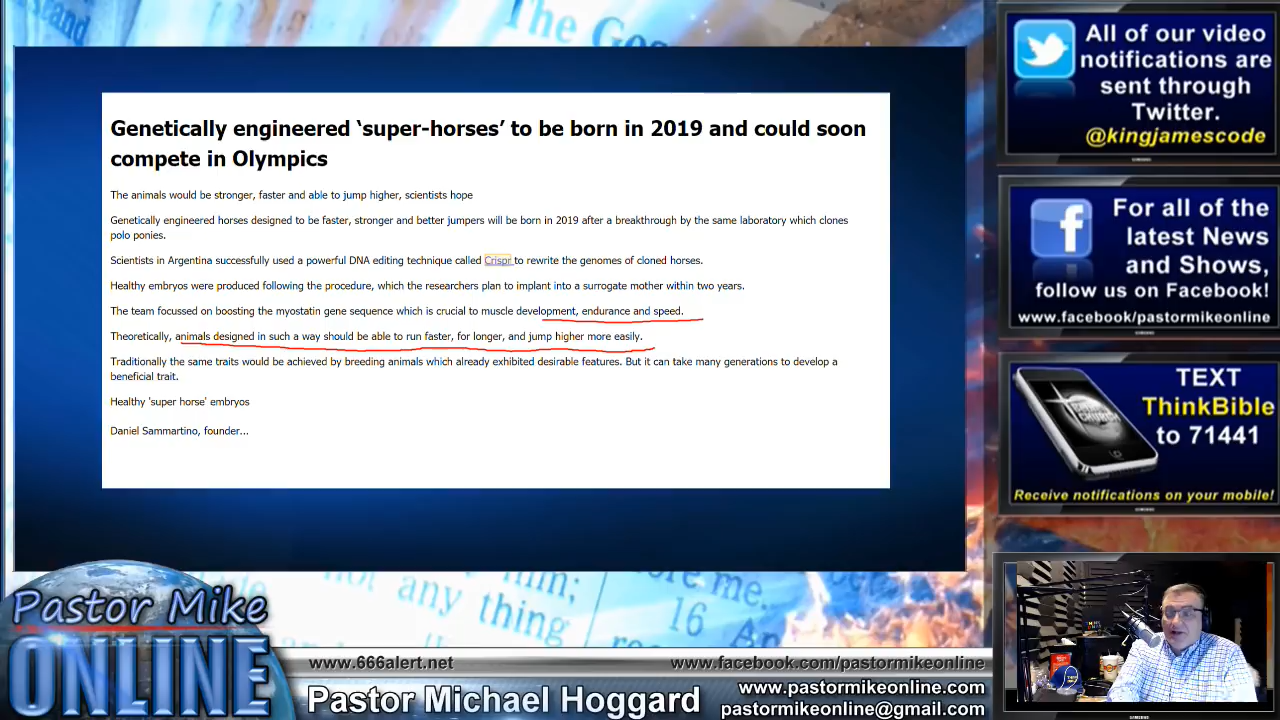 Genetically engineered ‘super-horses’ to be born in 2019 and could soon
compete in Olympics
The animals would be stronger, faster and able to jump higher, scientists hope
Genetically engineered horses designed to be faster, stronger and better jumpers will be born in 2019 after a breakthrough by the same laboratory which clones
polo ponies.
Scientists in Argentina successfully used a powerful DNA editing technique called Crispr to rewrite the genomes of cloned horses.
Healthy embryos were produced following the procedure, which the researchers plan to implant into a surrogate mother within two years.
The team focussed on boosting the myostatin gene sequence which is crucial to muscle development, endurance and speed.
Theoretically, animals designed in such a way should be able to run faster, for longer, and jump higher more easily.
Traditionally the same traits would be achieved by breeding animals which already exhibited desirable features. But it can take many generations to develop a
beneficial trait.
Healthy 'super horse' embryos
Daniel Sammartino, founder...
All of our video
notifications are
sent through
Twitter.
@kingjamescode
For all of the
latest News
and Shows,
follow us on Facebook!
www.facebook.com/pastormikeonline
TEXT
ThinkBible
to 71441
Receive notifications on your mobile!
The Gos
and
not any thing
him;
me.
16 An
Pastor Mike
ONLINE
www.666alert.net
www.facebook.com/pastormikeonline
Pastor Michael Hoggard
www.pastormikeonline.com
pastormikeonline@gmail.com